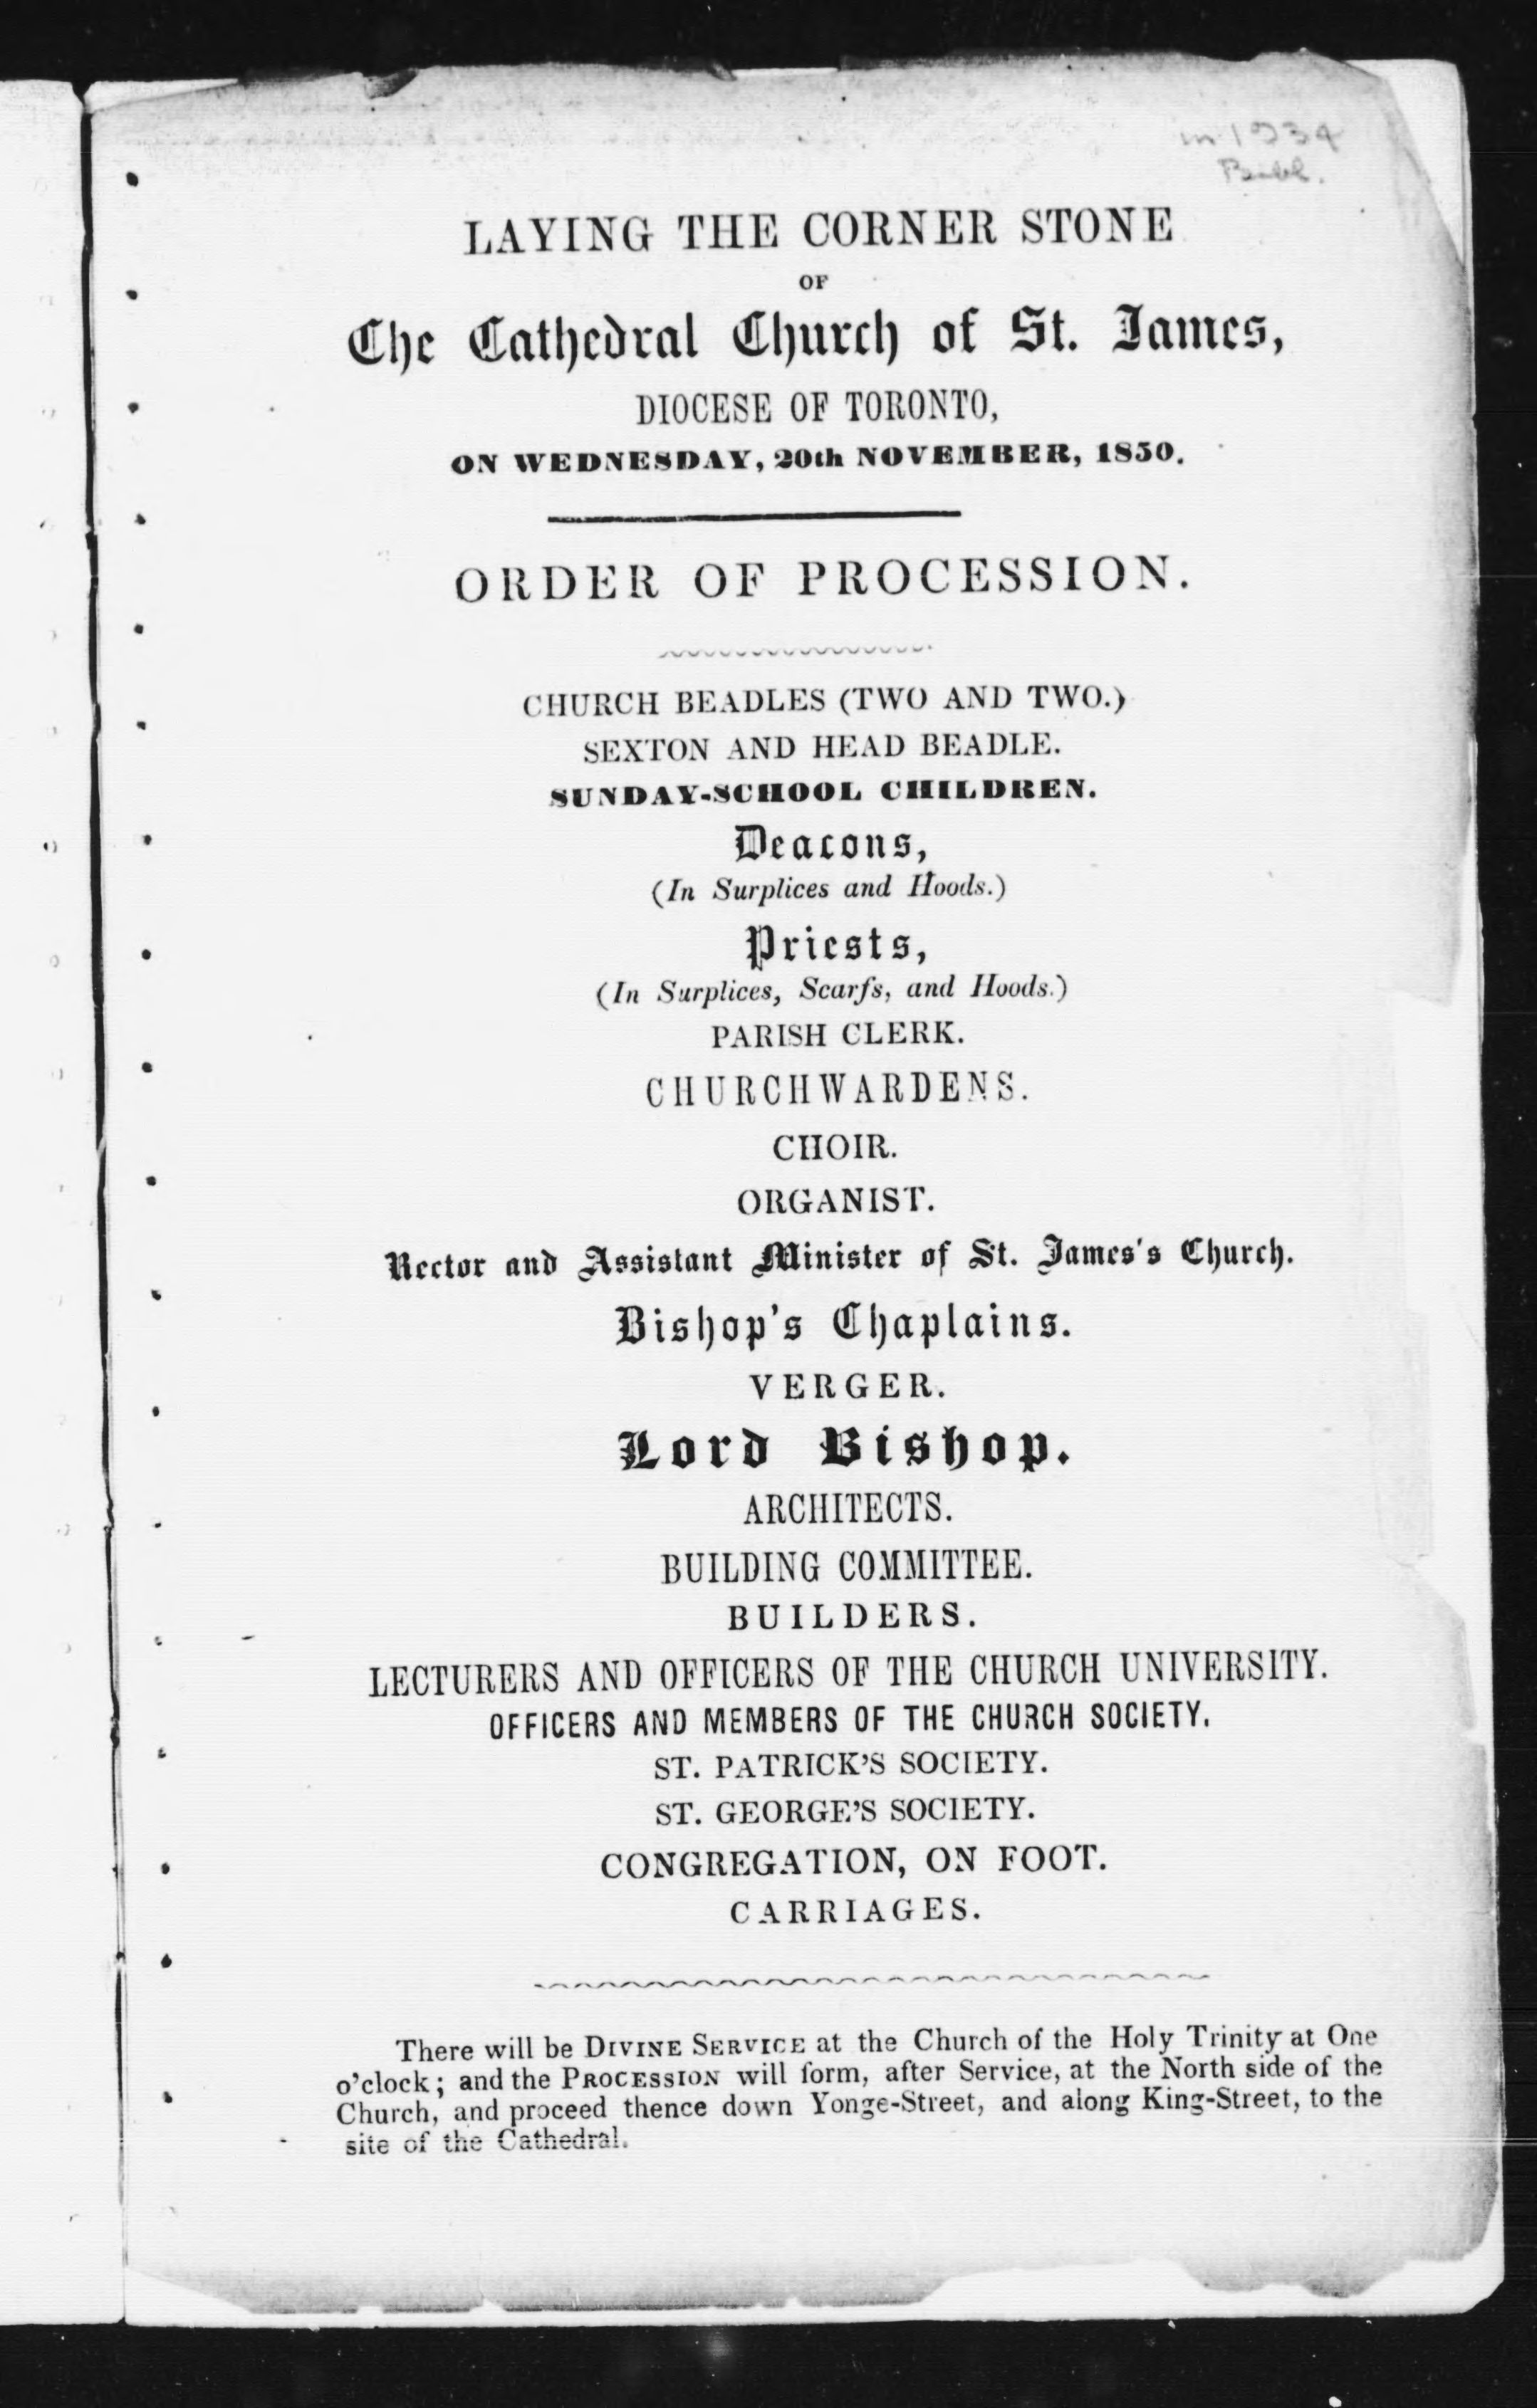 LAYING THE CORNER STONE
OF
The Cathedral Church of St. James,
DIOCESE OF TORONTO,
ON WEDNESDAY, 20th NOVEMBER, 1850.
ORDER OF PROCESSION.
CHURCH BEADLES (TWO AND TWO.)
SEXTON AND HEAD BEADLE.
SUNDAY-SCHOOL CHILDREN.
Deacons,
(In Surplices and Hoods.)
Priests,
(In Surplices, Scarfs, and Hoods.)
PARISH CLERK.
CHURCHWARDENS.
CHOIR.
ORGANIST.
Rector and Assistant Minister of St. James's Church.
Bishop's Chaplains.
VERGER.
Lord Bishop.
ARCHITECTS.
BUILDING COMMITTEE.
BUILDERS.
LECTURERS AND OFFICERS OF THE CHURCH UNIVERSITY.
OFFICERS AND MEMBERS OF THE CHURCH SOCIETY.
ST. PATRICK'S SOCIETY.
ST. GEORGE'S SOCIETY.
CONGREGATION, ON FOOT.
CARRIAGES.
There will be DIVINE SERVICE at the Church of the Holy Trinity at One
o'clock; and the PROCESSION will form, after Service, at the North side of the
Church, and proceed thence down Yonge-Street, and along King-Street, to the
site of the Cathedral.